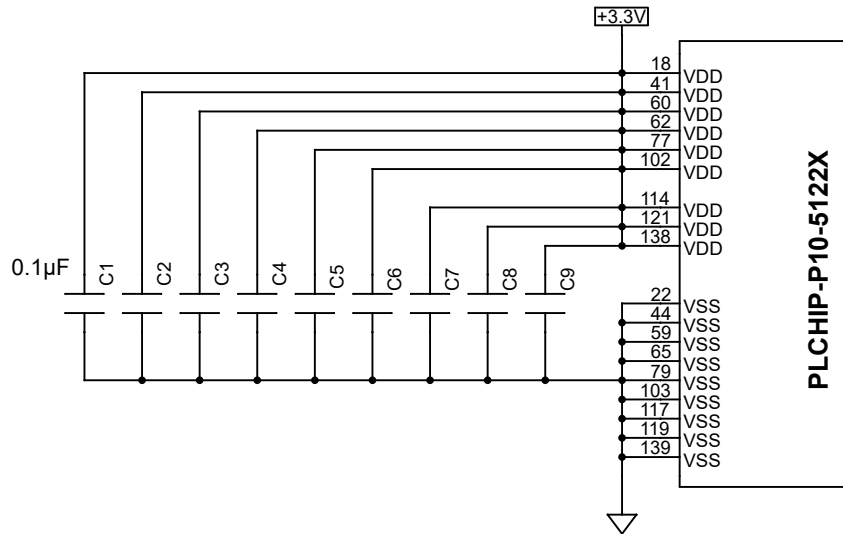 +3.3V
18 VDD
41 VDD
60 VDD
62 VDD
77 VDD
102 VDD
114 VDD
121 VDD
138 VDD
0.1µF C1 C2 C3 C4 C5 C6 C7 C8 C9
22 VSS
44 VSS
59 VSS
65 VSS
79 VSS
103 VSS
117 VSS
119 VSS
139 VSS
PLCHIP-P10-5122X